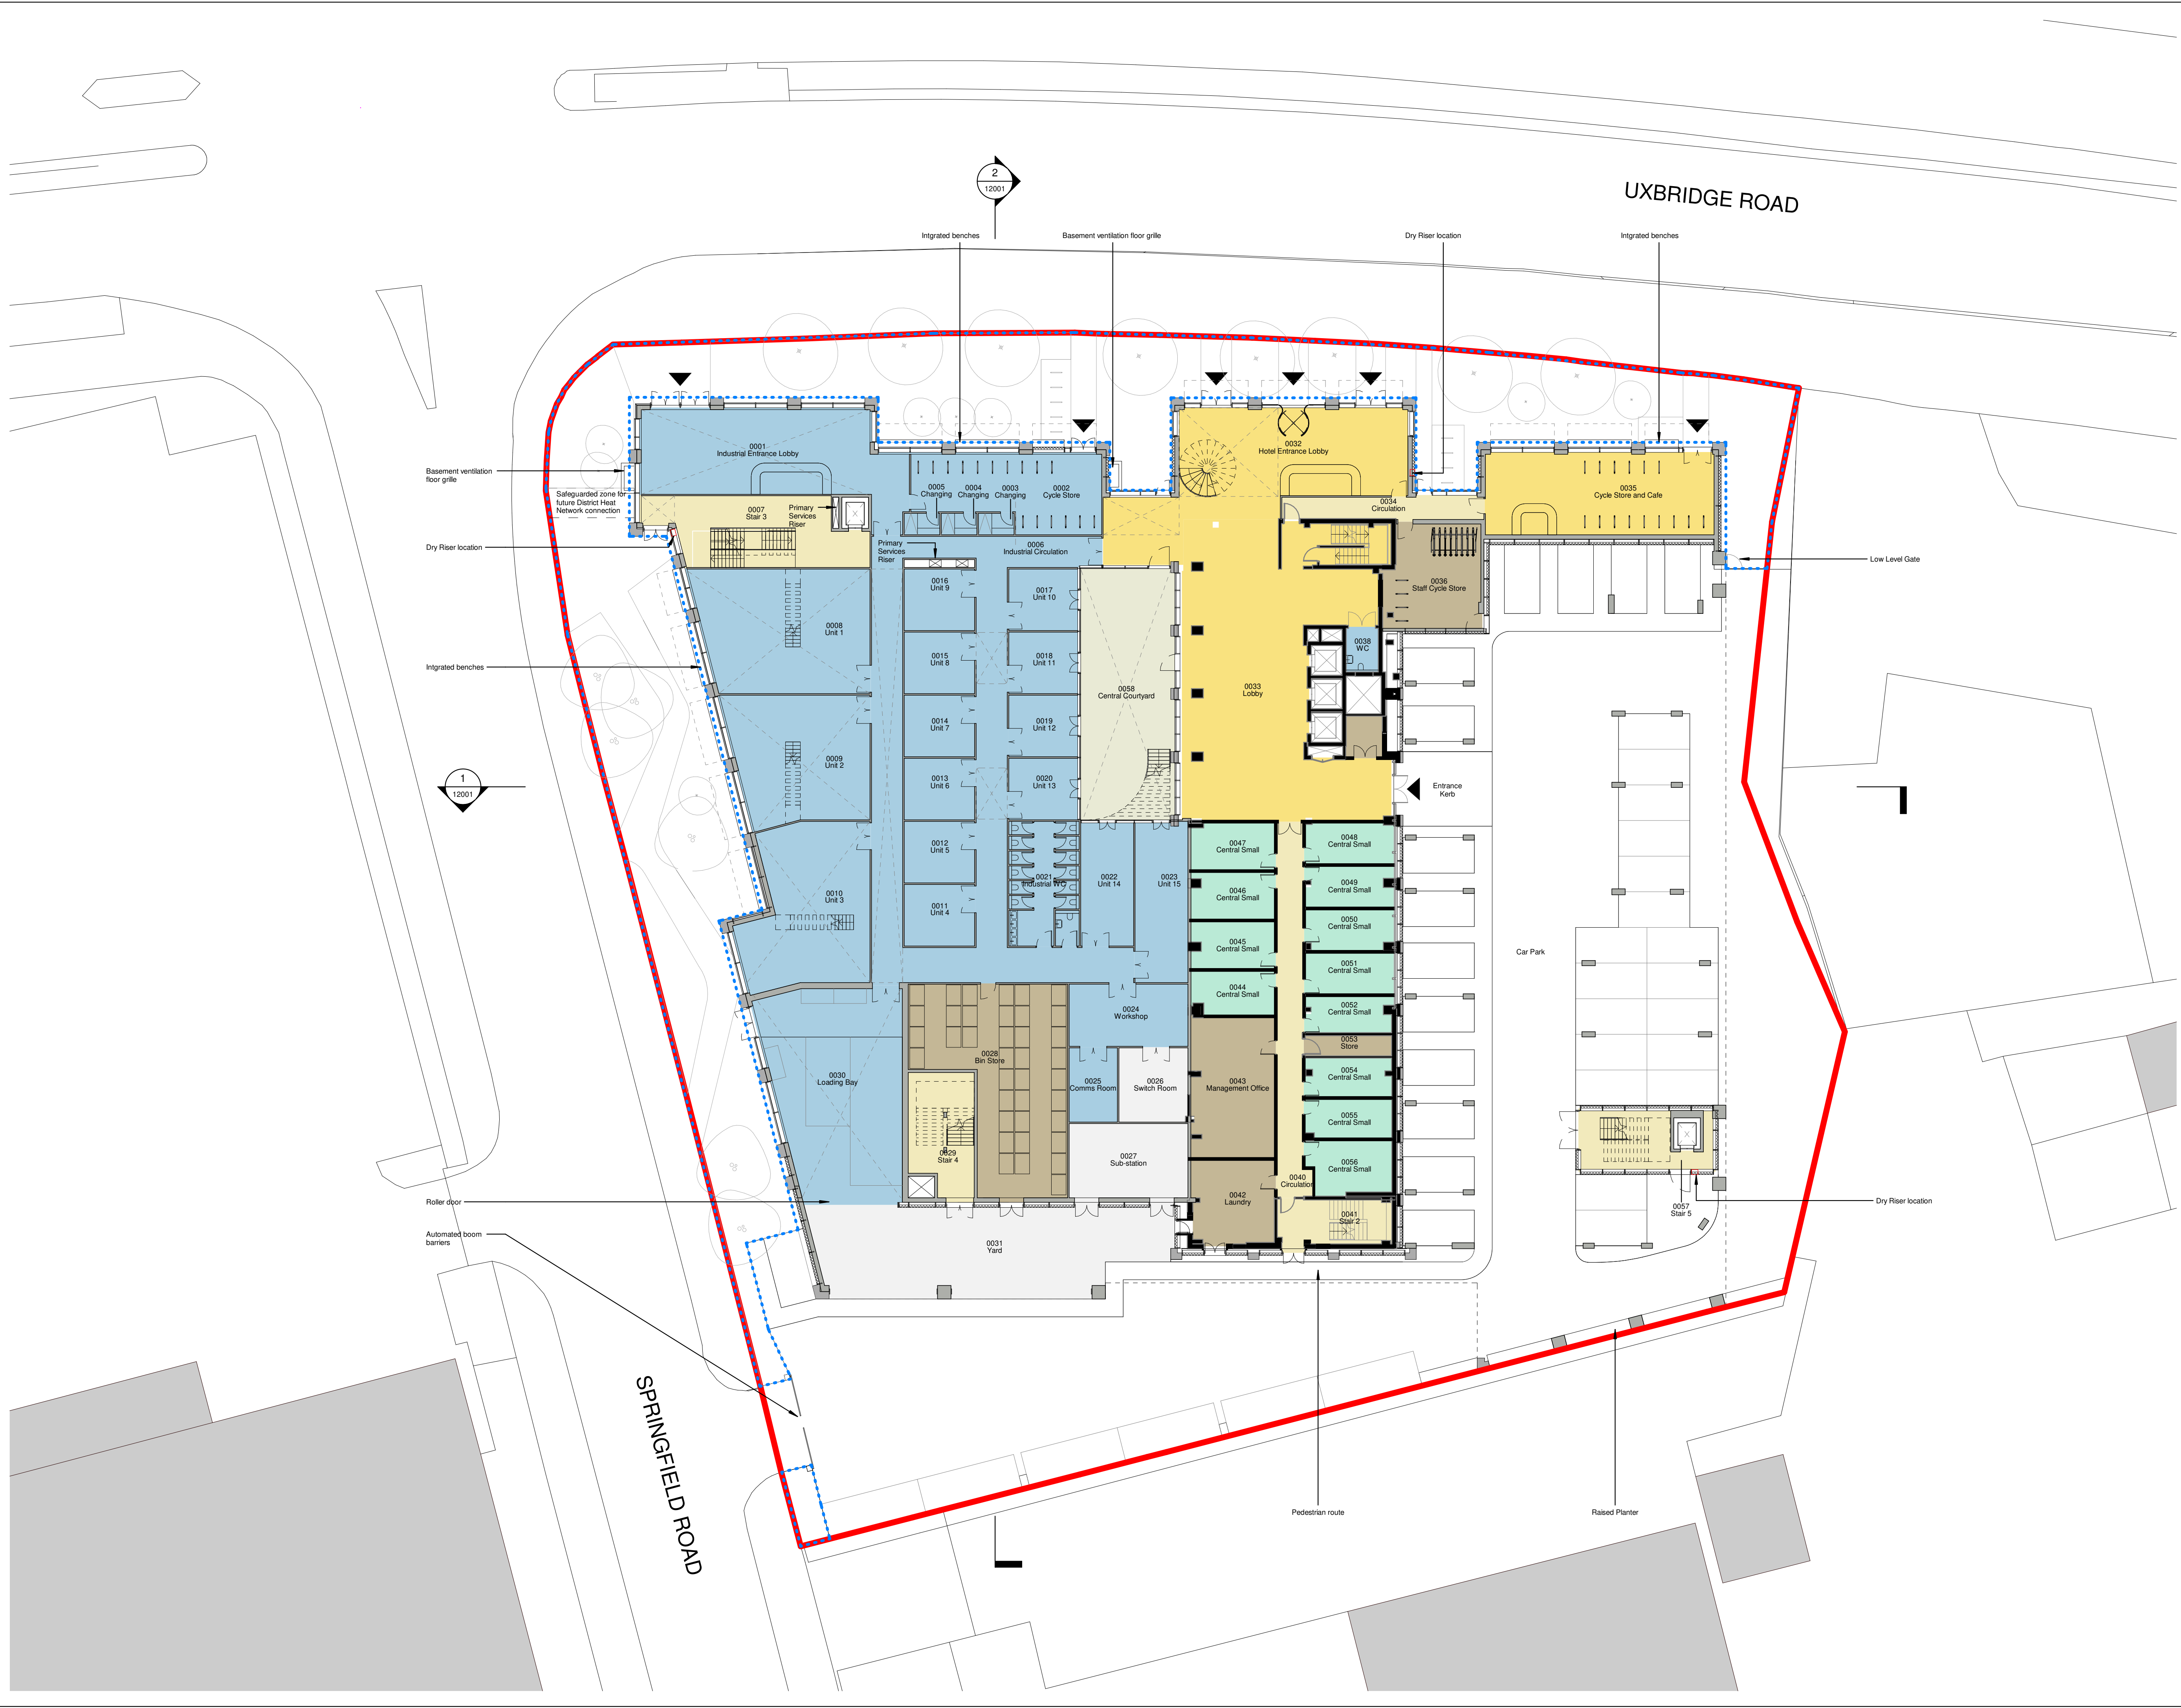 2
12001
UXBRIDGE ROAD
Intgrated benches
Basement ventilation floor grille
Dry Riser location
Intgrated benches
0001
Industrial Entrance Lobby
0032
Hotel Entrance Lobby
Basement ventilation
floor grille
0005
Changing
0004
Changing
0003
Changing
0002
Cycle Store
0035
Cycle Store and Cafe
Safeguarded zone for
future District Heat
Network connection
0007
Stair 3
Primary
Services
Riser
0034
Circulation
Dry Riser location
Primary
Services
Riser
0006
Industrial Circulation
Low Level Gate
0016
Unit 9
0017
Unit 10
0036
Staff Cycle Store
0008
Unit 1
0015
Unit 8
0018
Unit 11
0038
WC
Intgrated benches
0058
Central Courtyard
0033
Lobby
0014
Unit 7
0019
Unit 12
0009
Unit 2
0013
Unit 6
0020
Unit 13
1
12001
Entrance
Kerb
0012
Unit 5
0047
Central Small
0048
Central Small
0021
Industrial WC
0022
Unit 14
0023
Unit 15
0010
Unit 3
0011
Unit 4
0046
Central Small
0049
Central Small
0050
Central Small
0045
Central Small
0051
Central Small
Car Park
0044
Central Small
0052
Central Small
0024
Workshop
0053
Store
0028
Bin Store
0030
Loading Bay
0025
Comms Room
0026
Switch Room
0043
Management Office
0054
Central Small
0055
Central Small
0029
Stair 4
0027
Sub-station
0056
Central Small
0040
Circulation
0042
Laundry
0041
Stair 2
0057
Stair 5
Dry Riser location
Roller door
Automated boom
barriers
0031
Yard
SPRINGFIELD ROAD
Pedestrian route
Raised Planter